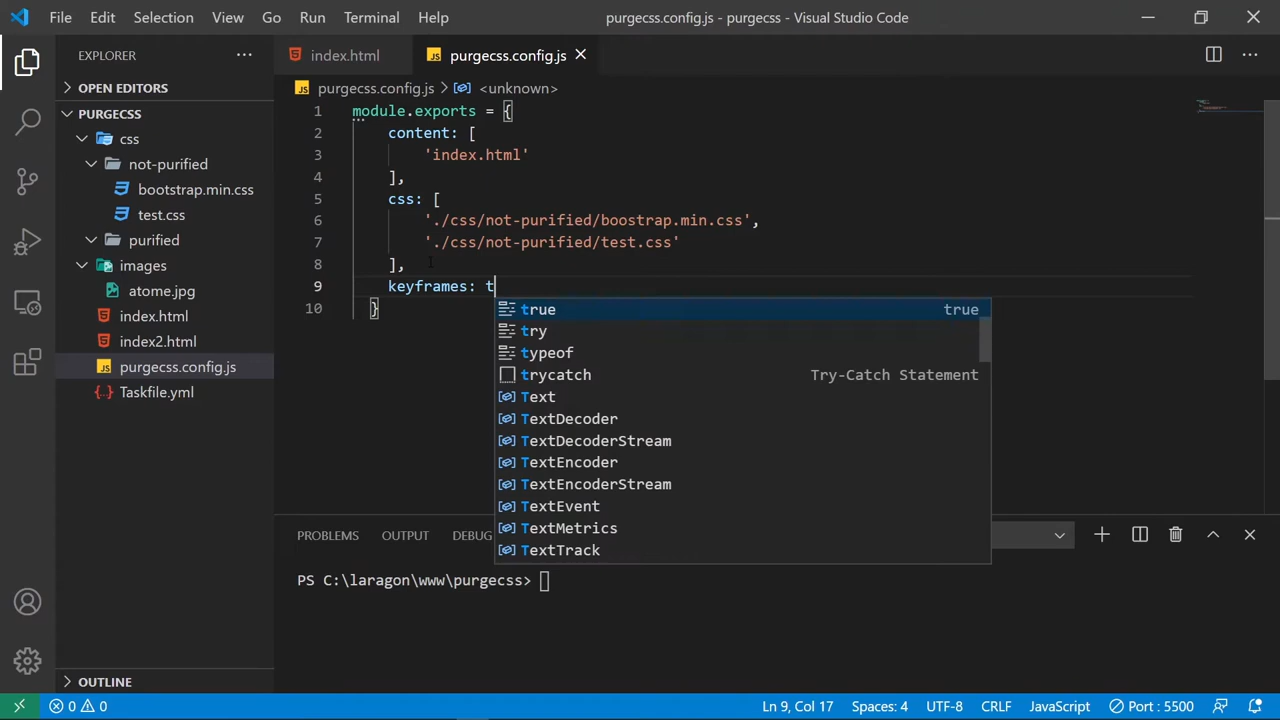 File Edit Selection View Go Run Terminal Help purgecss.config.js - purgecss - Visual Studio Code
EXPLORER
OPEN EDITORS
PURGECSS
css
not-purified
bootstrap.min.css
test.css
purified
images
atome.jpg
index.html
index2.html
purgecss.config.js
Taskfile.yml
OUTLINE
index.html purgecss.config.js
purgecss.config.js > <unknown>
1 module.exports = {
2 content: [
3 'index.html'
4 ],
5 css: [
6 './css/not-purified/boostrap.min.css',
7 './css/not-purified/test.css'
8 ],
9 keyframes: t
10 }
true true
try
typeof
trycatch Try-Catch Statement
Text
TextDecoder
TextDecoderStream
TextEncoder
TextEncoderStream
TextEvent
TextMetrics
TextTrack
PROBLEMS OUTPUT DEBUG
PS C:\laragon\www\purgecss>
0 0 Ln 9, Col 17 Spaces: 4 UTF-8 CRLF JavaScript Port : 5500